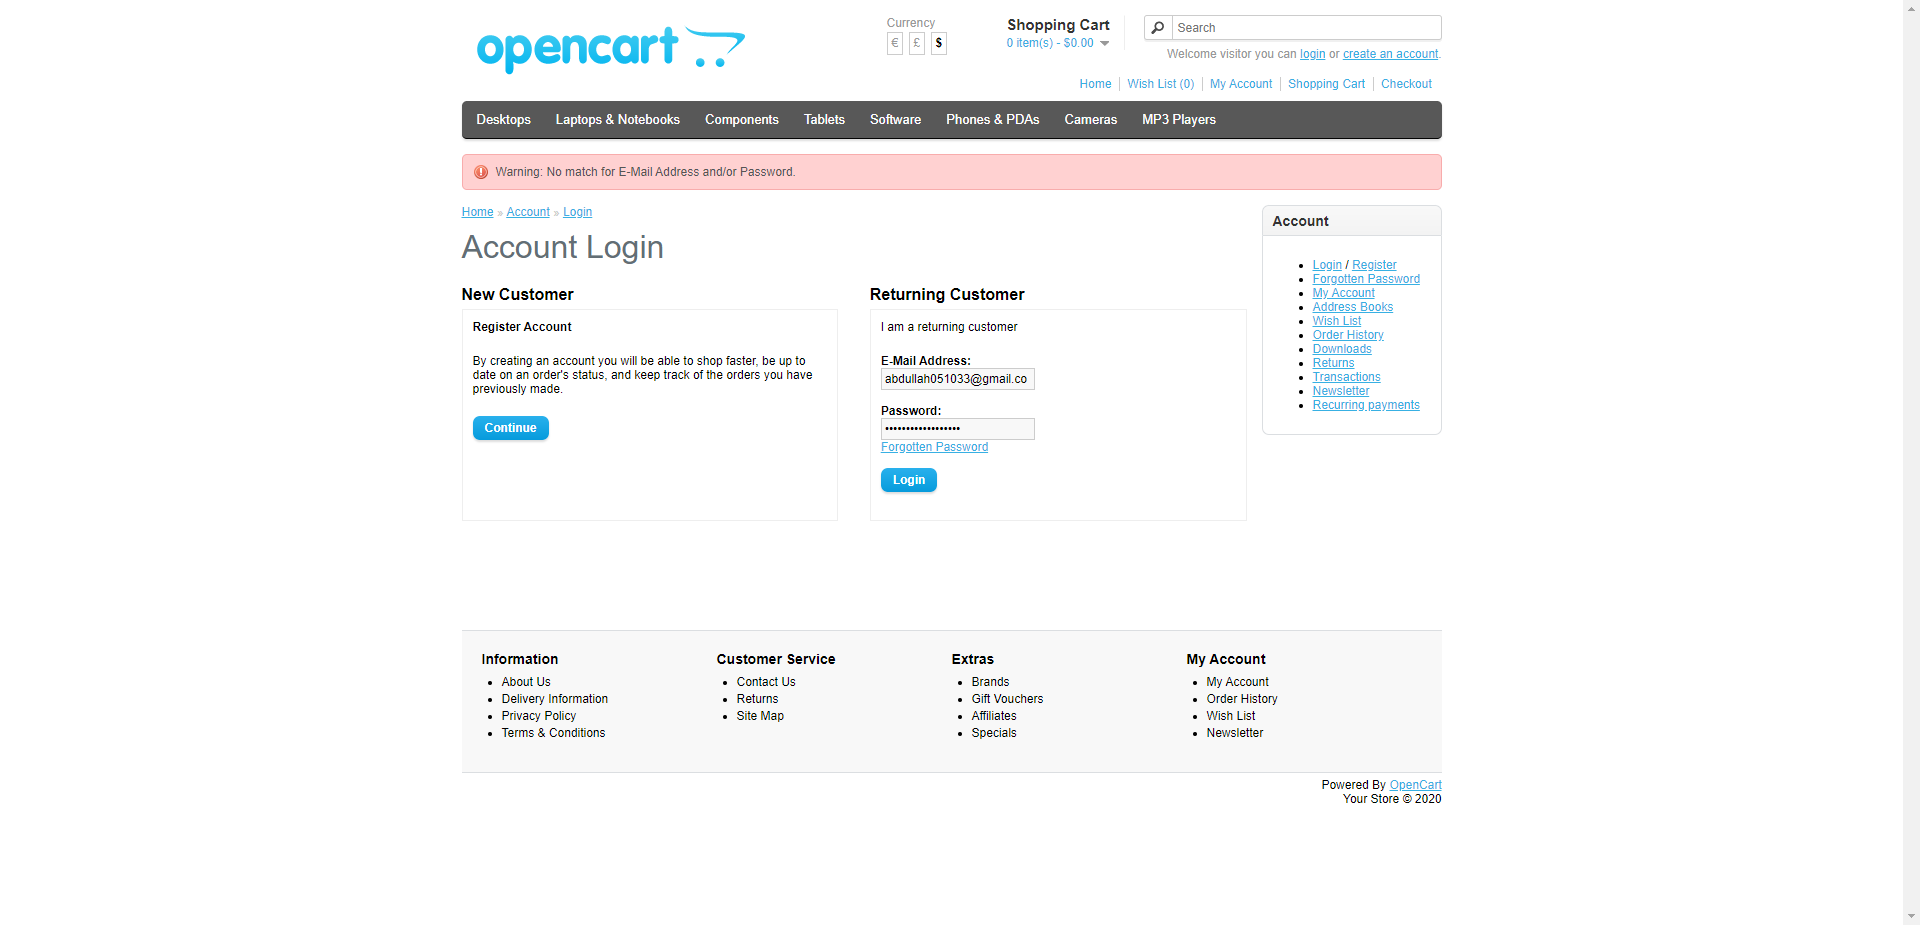 opencart
Currency
€ £ $
Shopping Cart
0 item(s) - $0.00
Search
Welcome visitor you can login or create an account.
Home Wish List (0) My Account Shopping Cart Checkout
Desktops Laptops & Notebooks Components Tablets Software Phones & PDAs Cameras MP3 Players
Warning: No match for E-Mail Address and/or Password.
Home » Account » Login
Account Login
New Customer
Register Account
By creating an account you will be able to shop faster, be up to
date on an order's status, and keep track of the orders you have
previously made.
Continue
Returning Customer
I am a returning customer
E-Mail Address:
abdullah051033@gmail.co
Password:
••••••••••••••••••
Forgotten Password
Login
Account
Login / Register
Forgotten Password
My Account
Address Books
Wish List
Order History
Downloads
Returns
Transactions
Newsletter
Recurring payments
Information
About Us
Delivery Information
Privacy Policy
Terms & Conditions
Customer Service
Contact Us
Returns
Site Map
Extras
Brands
Gift Vouchers
Affiliates
Specials
My Account
My Account
Order History
Wish List
Newsletter
Powered By OpenCart
Your Store © 2020